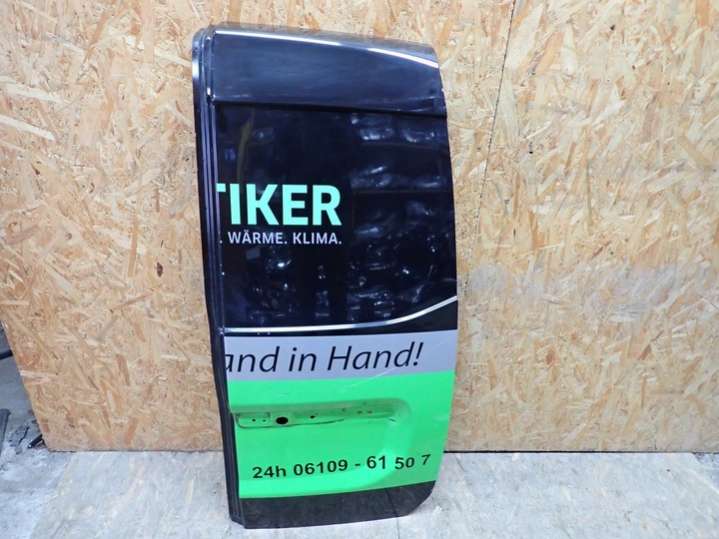 TIKER
. WÄRME. KLIMA.
and in Hand!
24h 06109 - 61 50 7